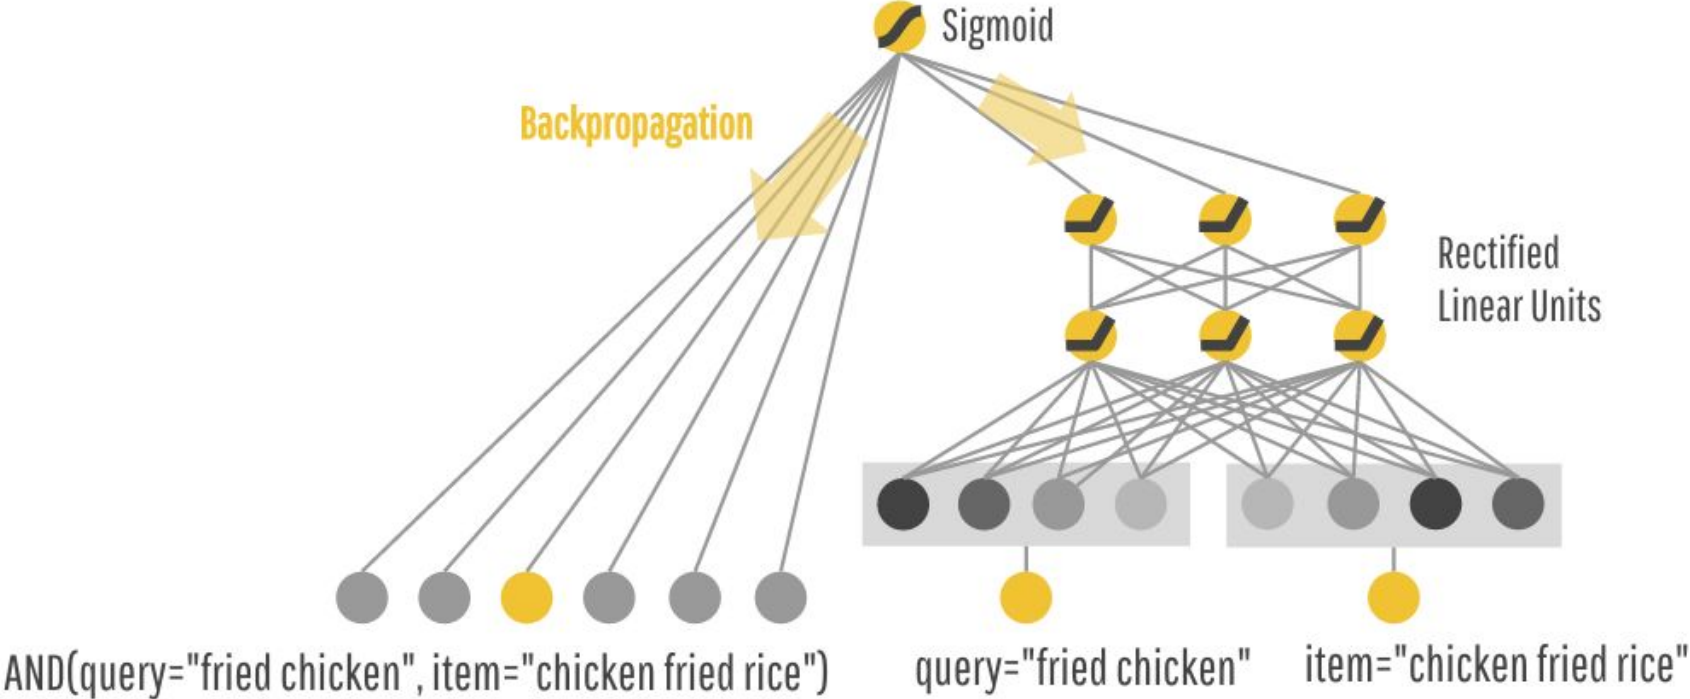 Sigmoid
Backpropagation
Rectified
Linear Units
AND(query="fried chicken", item="chicken fried rice")
query="fried chicken"
item="chicken fried rice"